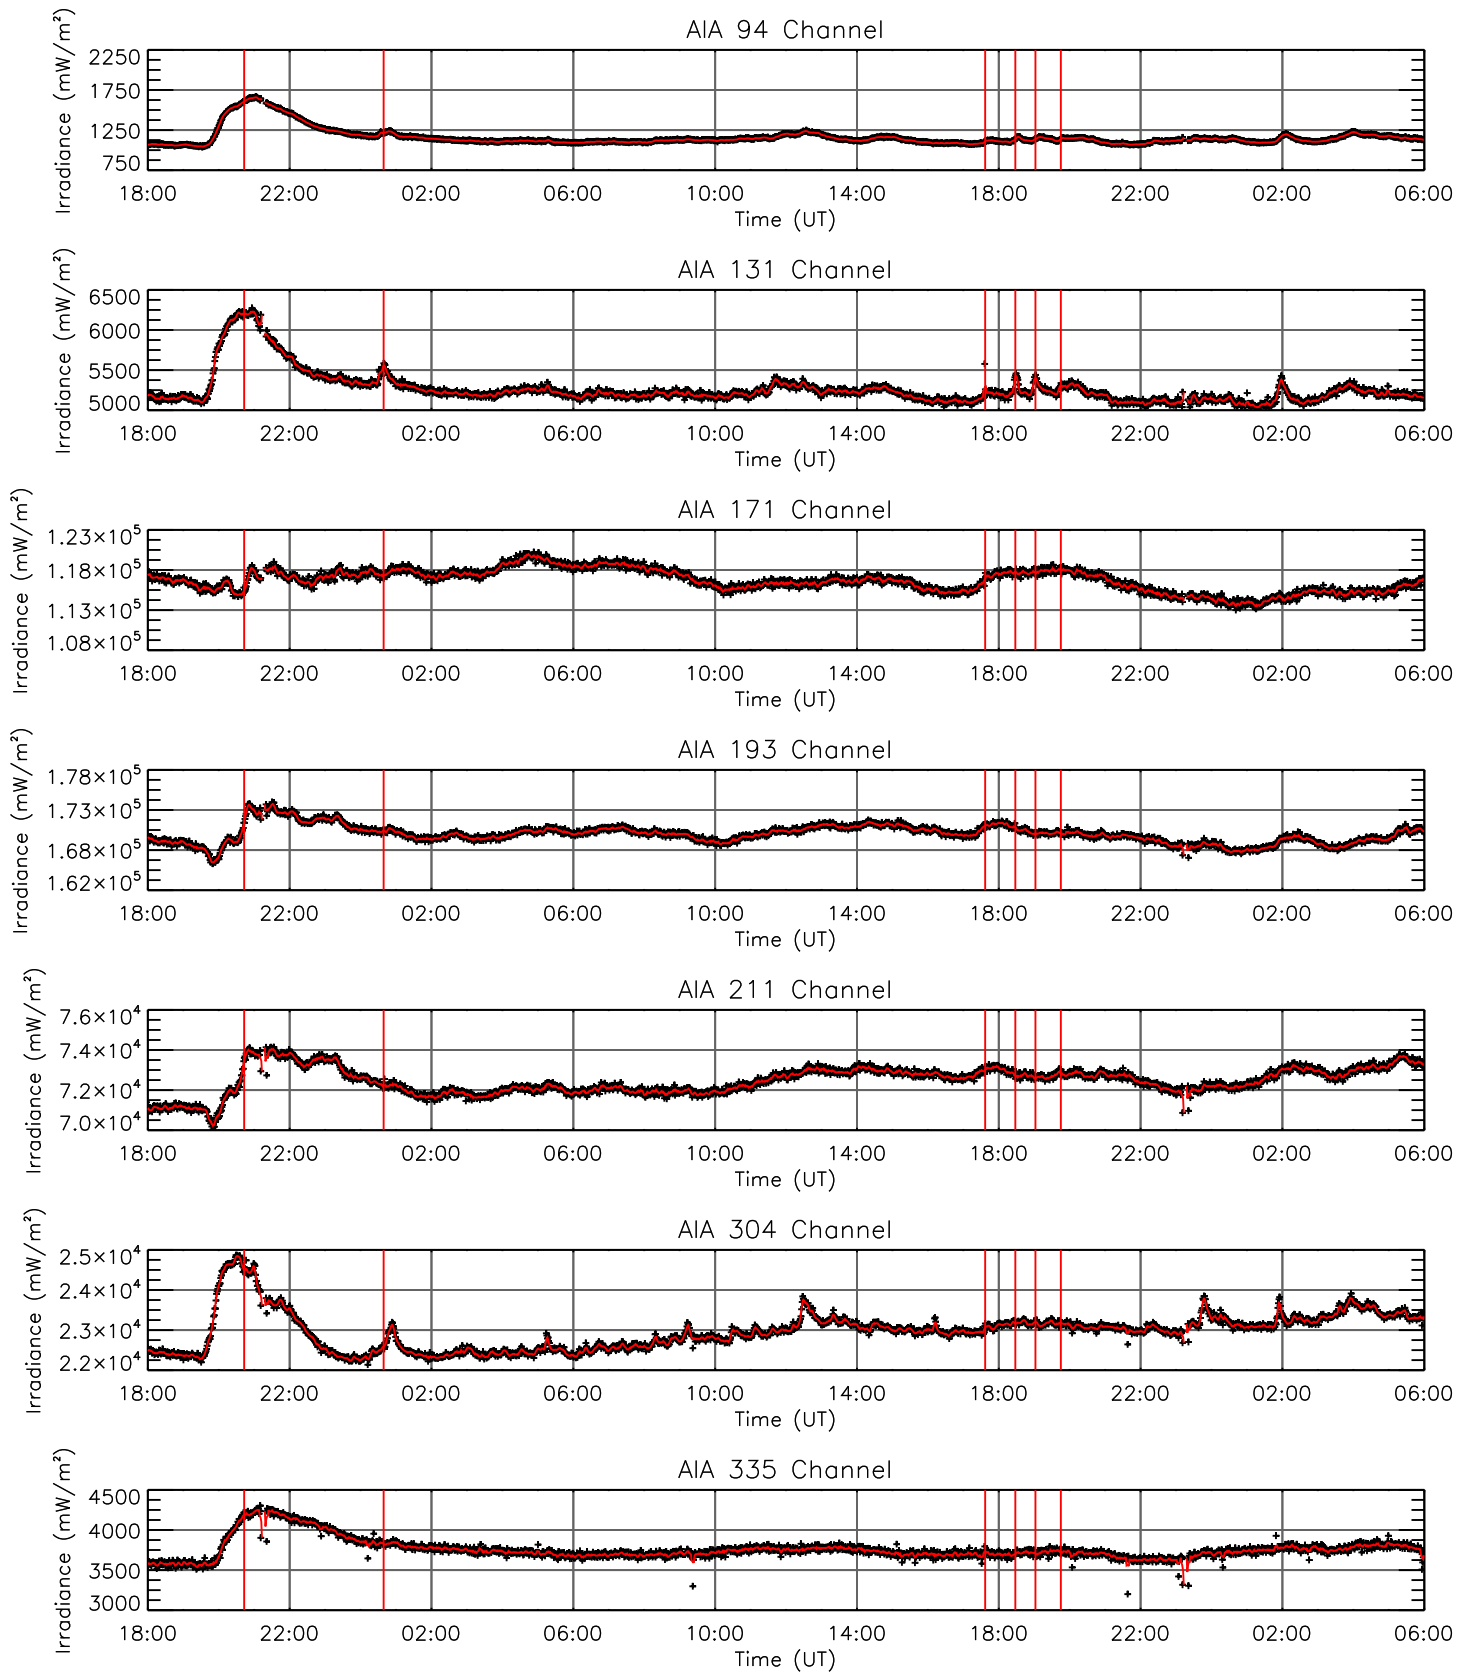 AIA 94 Channel
Irradiance (mW/m²)
2250
1750
1250
750
18:00 22:00 02:00 06:00 10:00 14:00 18:00 22:00 02:00 06:00
Time (UT)
AIA 131 Channel
Irradiance (mW/m²)
6500
6000
5500
5000
18:00 22:00 02:00 06:00 10:00 14:00 18:00 22:00 02:00 06:00
Time (UT)
AIA 171 Channel
Irradiance (mW/m²)
1.23×10⁵
1.18×10⁵
1.13×10⁵
1.08×10⁵
18:00 22:00 02:00 06:00 10:00 14:00 18:00 22:00 02:00 06:00
Time (UT)
AIA 193 Channel
Irradiance (mW/m²)
1.78×10⁵
1.73×10⁵
1.68×10⁵
1.62×10⁵
18:00 22:00 02:00 06:00 10:00 14:00 18:00 22:00 02:00 06:00
Time (UT)
AIA 211 Channel
Irradiance (mW/m²)
7.6×10⁴
7.4×10⁴
7.2×10⁴
7.0×10⁴
18:00 22:00 02:00 06:00 10:00 14:00 18:00 22:00 02:00 06:00
Time (UT)
AIA 304 Channel
Irradiance (mW/m²)
2.5×10⁴
2.4×10⁴
2.3×10⁴
2.2×10⁴
18:00 22:00 02:00 06:00 10:00 14:00 18:00 22:00 02:00 06:00
Time (UT)
AIA 335 Channel
Irradiance (mW/m²)
4500
4000
3500
3000
18:00 22:00 02:00 06:00 10:00 14:00 18:00 22:00 02:00 06:00
Time (UT)